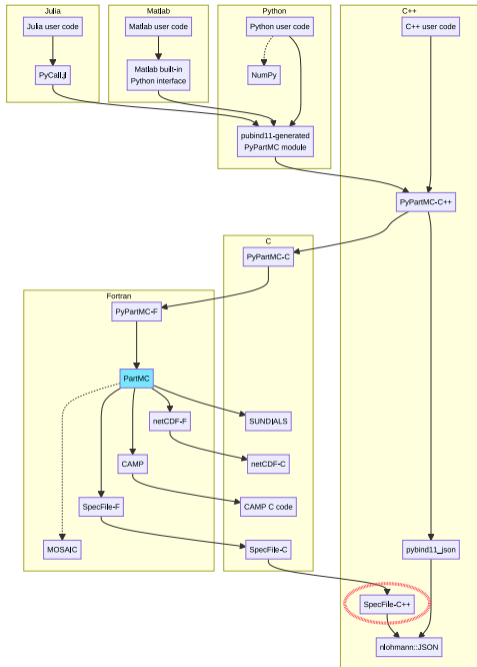 Julia
Matlab
Python
C++
Julia user code
Matlab user code
Python user code
C++ user code
PyCall.jl
Matlab built-in
Python interface
NumPy
pubind11-generated
PyPartMC module
PyPartMC-C++
C
PyPartMC-C
Fortran
PyPartMC-F
PartMC
netCDF-F
SUNDIALS
CAMP
netCDF-C
SpecFile-F
CAMP C code
MOSAIC
SpecFile-C
pybind11_json
SpecFile-C++
nlohmann::JSON